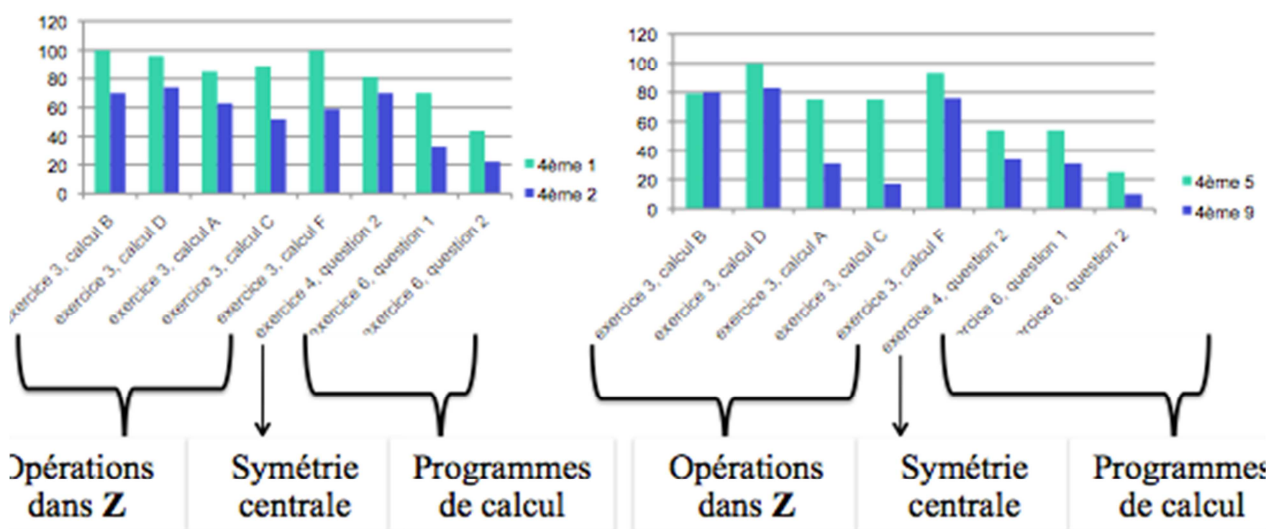 120
100
80
60
40
20
0
4ème 1
4ème 2
exercice 3, calcul B
exercice 3, calcul D
exercice 3, calcul A
exercice 3, calcul C
exercice 3, calcul F
exercice 4, question 2
exercice 6, question 1
exercice 6, question 2
120
100
80
60
40
20
0
4ème 5
4ème 9
exercice 3, calcul B
exercice 3, calcul D
exercice 3, calcul A
exercice 3, calcul C
exercice 3, calcul F
exercice 4, question 2
ercice 6, question 1
ercice 6, question 2
Opérations
dans Z
Symétrie
centrale
Programmes
de calcul
Opérations
dans Z
Symétrie
centrale
Programmes
de calcul